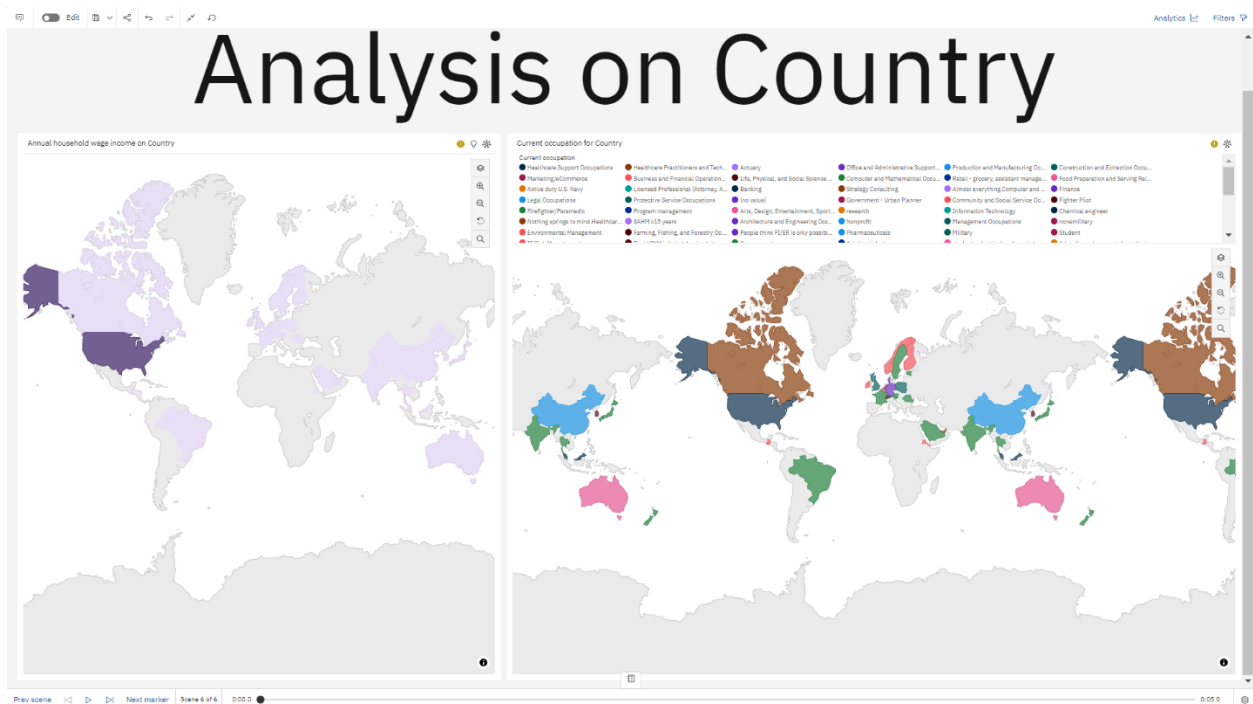 Edit
Analytics
Filters
Analysis on Country
Annual household wage income on Country
Current occupation for Country
Current occupation
Healthcare Support Occupations Healthcare Practitioners and Tech... Actuary Office and Administrative Support... Production and Manufacturing Oc... Construction and Extraction Occu...
Marketing/eCommerce Business and Financial Operation... Life, Physical, and Social Science ... Computer and Mathematical Occu... Retail - grocery, assistant manage... Food Preparation and Serving Rel...
Active duty U.S. Navy Licensed Professional (Attorney, A... Banking Strategy Consulting Almost everything,Computer and ... Finance
Legal Occupations Protective Service Occupations (no value) Government - Urban Planner Community and Social Service Oc... Fighter Pilot
Firefighter/Paramedic Program management Arts, Design, Entertainment, Spor... research Information Technology Chemical engineer
Nothing springs to mind,Healthcar... SAHM <15 years Architecture and Engineering Occ... Nonprofit Management Occupations nonemilitary
Environmental Management Farming, Fishing, and Forestry Oc... People think FI/ER is only possib... Pharmaceuticals Military Student
Prev scene
Next marker
Scene 6 of 6
0:00.0
0:05.0